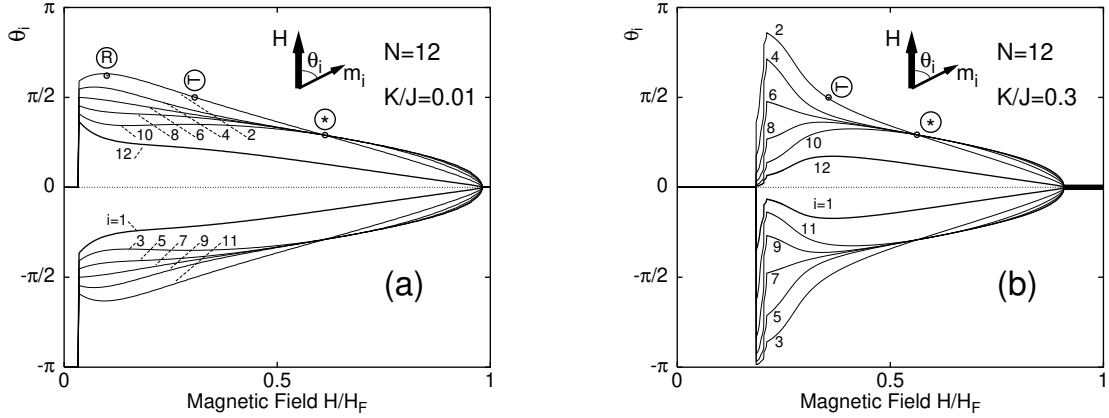 π
π/2
0
-π/2
-π
θi
R
T
*
H
θi
mi
N=12
K/J=0.01
10 8 6 4 2
12
i=1
3 5 7 9 11
(a)
0 0.5 1
Magnetic Field H/HF
π
π/2
0
-π/2
-π
θi
2
4
6
8
10
12
T
*
H
θi
mi
N=12
K/J=0.3
i=1
11
9
7
5
3
(b)
0 0.5 1
Magnetic Field H/HF